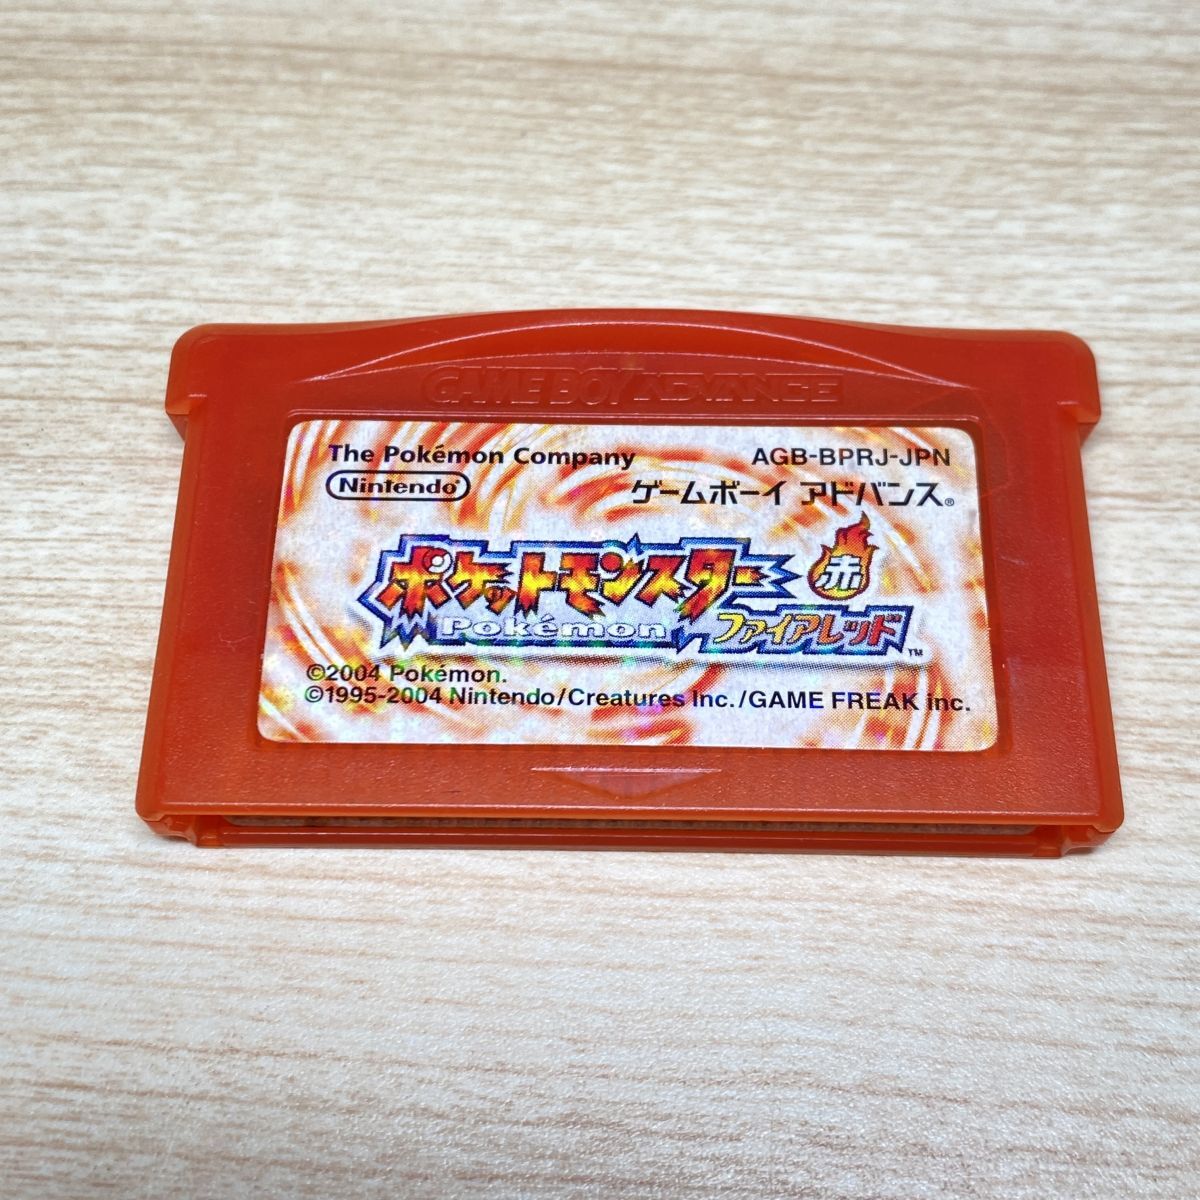 GAME BOY ADVANCE
The Pokémon Company
AGB-BPRJ-JPN
Nintendo®
ゲームボーイ アドバンス®
ポケットモンスター 赤
Pokémon ファイアレッド™
©2004 Pokémon.
©1995-2004 Nintendo/Creatures Inc./GAME FREAK inc.